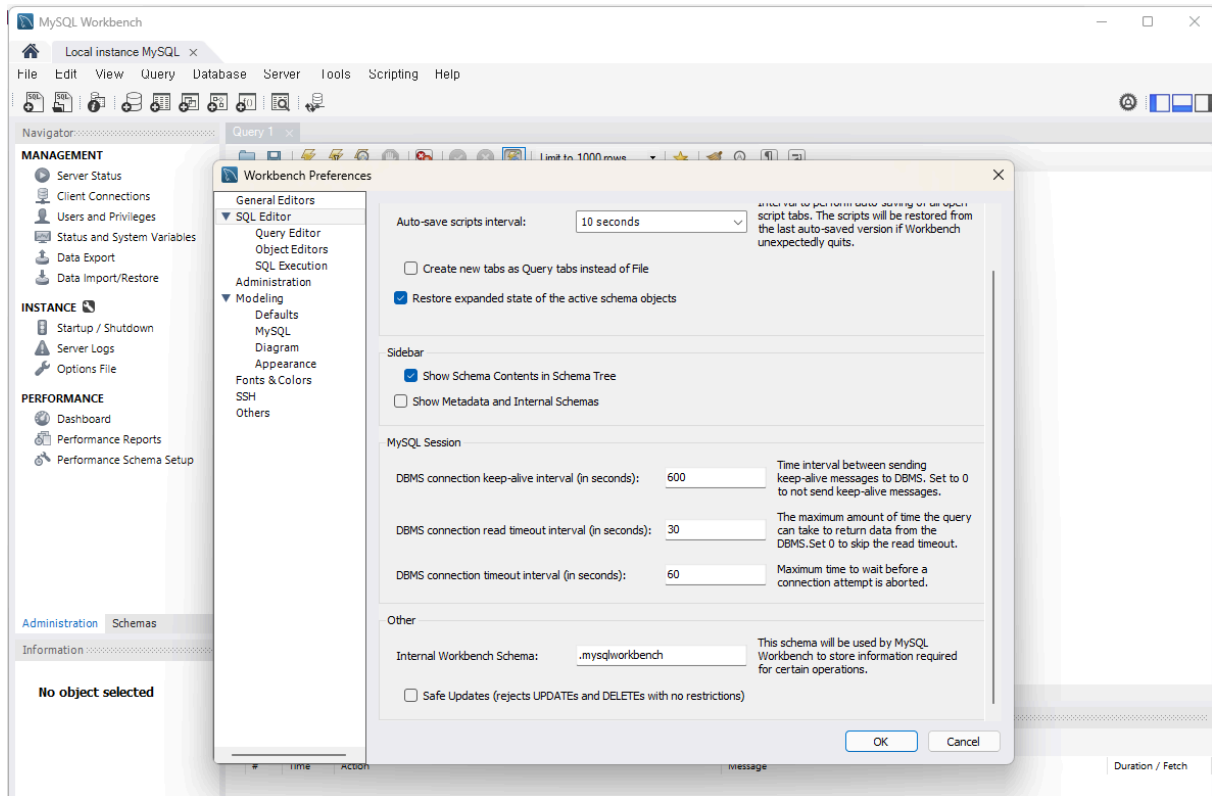 MySQL Workbench
Local instance MySQL
File Edit View Query Database Server Tools Scripting Help
Navigator
Query 1
MANAGEMENT
Server Status
Client Connections
Users and Privileges
Status and System Variables
Data Export
Data Import/Restore
INSTANCE
Startup / Shutdown
Server Logs
Options File
PERFORMANCE
Dashboard
Performance Reports
Performance Schema Setup
Administration Schemas
Information
No object selected
Limit to 1000 rows
Workbench Preferences
General Editors
SQL Editor
Query Editor
Object Editors
SQL Execution
Administration
Modeling
Defaults
MySQL
Diagram
Appearance
Fonts & Colors
SSH
Others
Auto-save scripts interval:
10 seconds
Interval to perform auto-saving of all open
script tabs. The scripts will be restored from
the last auto-saved version if Workbench
unexpectedly quits.
Create new tabs as Query tabs instead of File
Restore expanded state of the active schema objects
Sidebar
Show Schema Contents in Schema Tree
Show Metadata and Internal Schemas
MySQL Session
DBMS connection keep-alive interval (in seconds):
600
Time interval between sending
keep-alive messages to DBMS. Set to 0
to not send keep-alive messages.
DBMS connection read timeout interval (in seconds):
30
The maximum amount of time the query
can take to return data from the
DBMS.Set 0 to skip the read timeout.
DBMS connection timeout interval (in seconds):
60
Maximum time to wait before a
connection attempt is aborted.
Other
Internal Workbench Schema:
.mysqlworkbench
This schema will be used by MySQL
Workbench to store information required
for certain operations.
Safe Updates (rejects UPDATEs and DELETEs with no restrictions)
OK Cancel
# Time Action Message Duration / Fetch